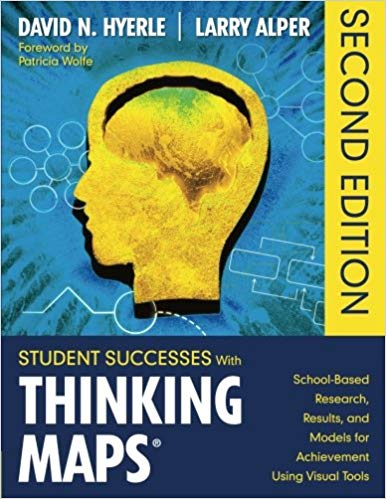 DAVID N. HYERLE | LARRY ALPER
Foreword by
Patricia Wolfe
SECOND EDITION
STUDENT SUCCESSES With
THINKING
MAPS®
School-Based
Research,
Results, and
Models for
Achievement
Using Visual Tools